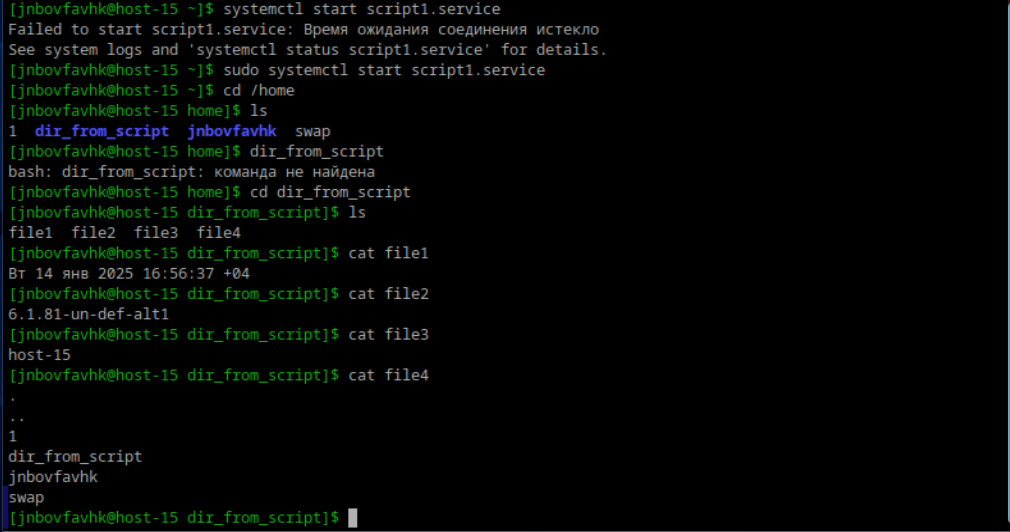 [jnbovfavhk@host-15 ~]$ systemctl start script1.service
Failed to start script1.service: Время ожидания соединения истекло
See system logs and 'systemctl status script1.service' for details.
[jnbovfavhk@host-15 ~]$ sudo systemctl start script1.service
[jnbovfavhk@host-15 ~]$ cd /home
[jnbovfavhk@host-15 home]$ ls
1  dir_from_script  jnbovfavhk  swap
[jnbovfavhk@host-15 home]$ dir_from_script
bash: dir_from_script: команда не найдена
[jnbovfavhk@host-15 home]$ cd dir_from_script
[jnbovfavhk@host-15 dir_from_script]$ ls
file1  file2  file3  file4
[jnbovfavhk@host-15 dir_from_script]$ cat file1
Вт 14 янв 2025 16:56:37 +04
[jnbovfavhk@host-15 dir_from_script]$ cat file2
6.1.81-un-def-alt1
[jnbovfavhk@host-15 dir_from_script]$ cat file3
host-15
[jnbovfavhk@host-15 dir_from_script]$ cat file4
.
..
1
dir_from_script
jnbovfavhk
swap
[jnbovfavhk@host-15 dir_from_script]$